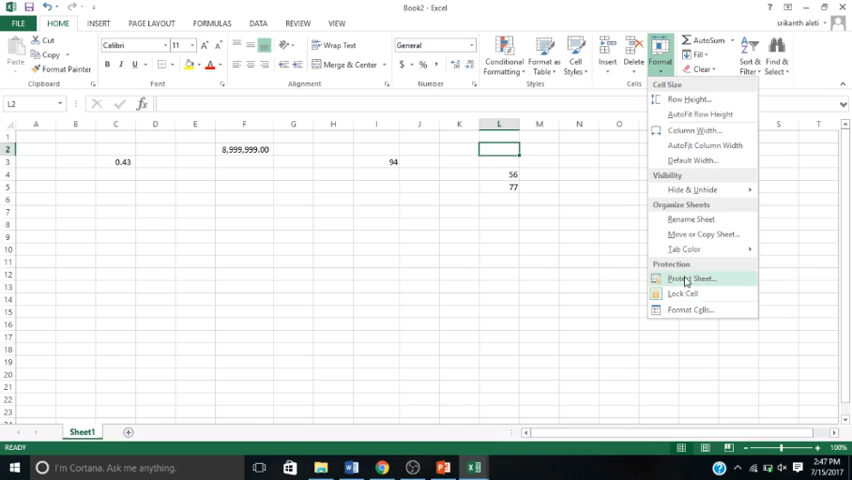 Book2 - Excel
FILE HOME INSERT PAGE LAYOUT FORMULAS DATA REVIEW VIEW srikanth aleti
Cut
Copy
Format Painter
Paste
Clipboard
Calibri 11
B I U
Font
Wrap Text
Merge & Center
Alignment
General
$ % ,
Number
Conditional Formatting
Format as Table
Cell Styles
Styles
Insert Delete Format
Cells
AutoSum
Fill
Clear
Sort & Filter
Find & Select
Editing
L2 fx
A B C D E F G H I J K L M N O S T
1
2 8,999,999.00
3 0.43 94
4 56
5 77
6
7
8
9
10
11
12
13
14
15
16
17
18
19
20
21
22
23
Cell Size
Row Height...
AutoFit Row Height
Column Width...
AutoFit Column Width
Default Width...
Visibility
Hide & Unhide
Organize Sheets
Rename Sheet
Move or Copy Sheet...
Tab Color
Protection
Protect Sheet...
Lock Cell
Format Cells...
Sheet1
READY 100%
I'm Cortana. Ask me anything.
2:47 PM
7/15/2017